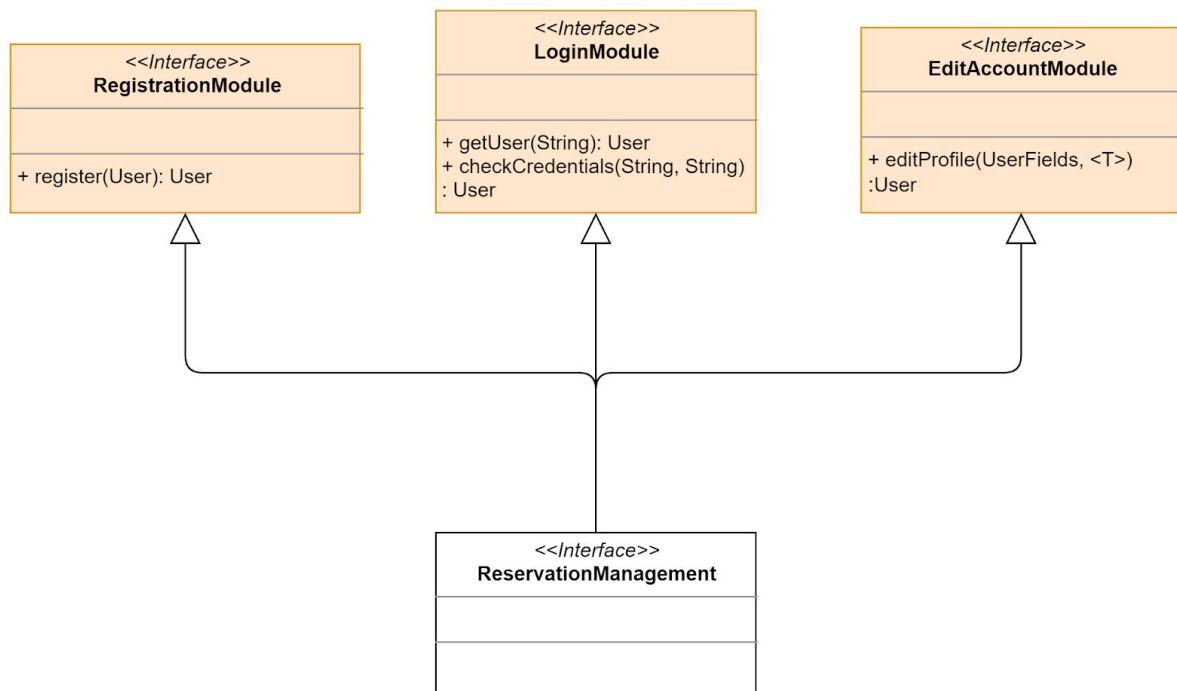 <<Interface>>
RegistrationModule
+ register(User): User
<<Interface>>
LoginModule
+ getUser(String): User
+ checkCredentials(String, String)
: User
<<Interface>>
EditAccountModule
+ editProfile(UserFields, <T>)
:User
<<Interface>>
ReservationManagement